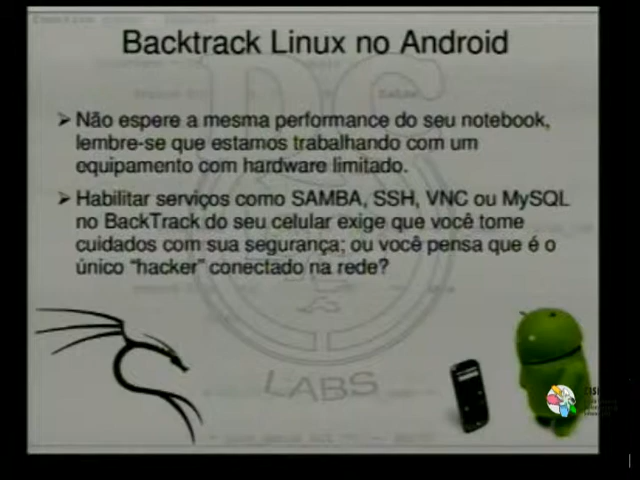 Backtrack Linux no Android
➢ Não espere a mesma performance do seu notebook,
lembre-se que estamos trabalhando com um
equipamento com hardware limitado.
➢ Habilitar serviços como SAMBA, SSH, VNC ou MySQL
no BackTrack do seu celular exige que você tome
cuidados com sua segurança; ou você pensa que é o
único “hacker” conectado na rede?
LABS